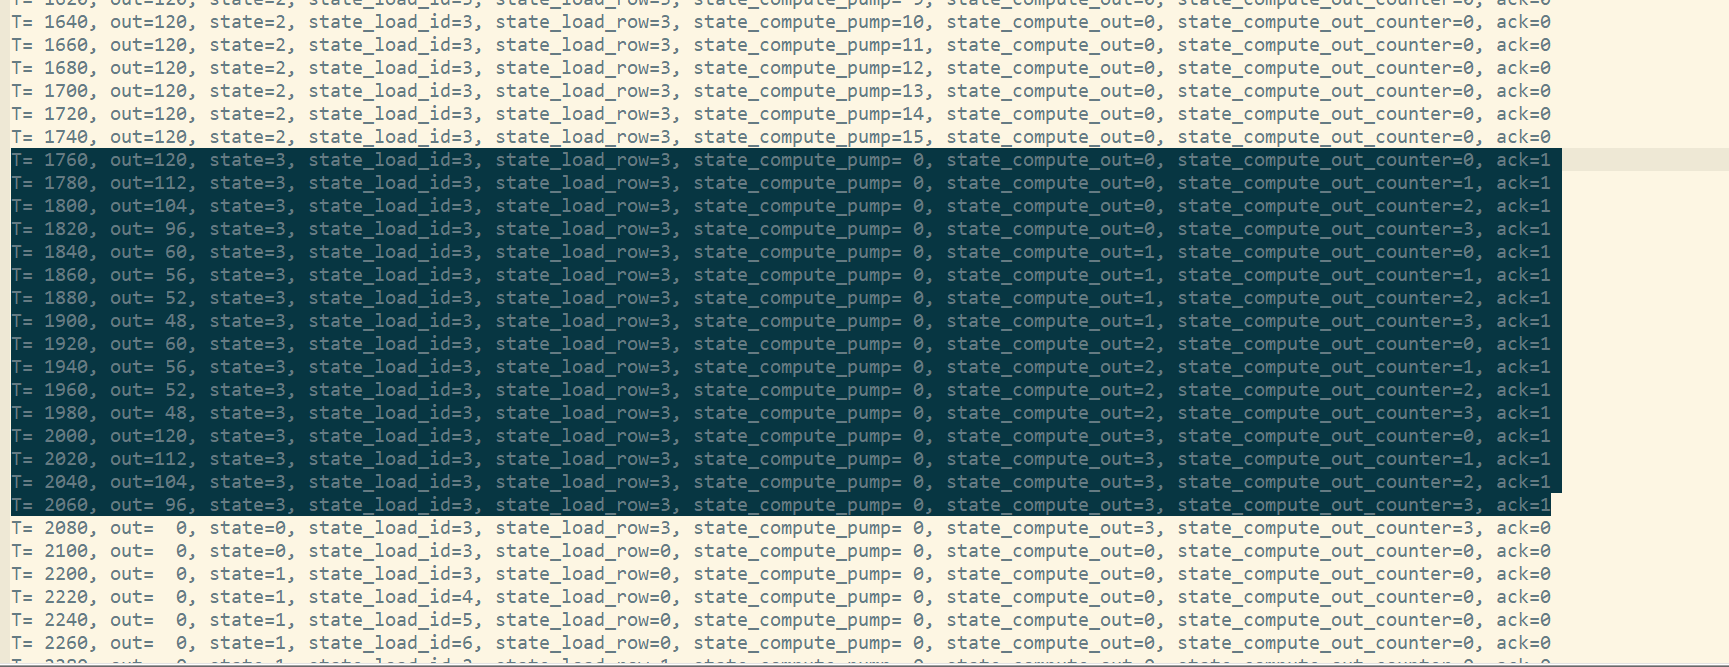 T= 1620, out=120, state=2, state_load_id=3, state_load_row=3, state_compute_pump= 9, state_compute_out=0, state_compute_out_counter=0, ack=0
T= 1640, out=120, state=2, state_load_id=3, state_load_row=3, state_compute_pump=10, state_compute_out=0, state_compute_out_counter=0, ack=0
T= 1660, out=120, state=2, state_load_id=3, state_load_row=3, state_compute_pump=11, state_compute_out=0, state_compute_out_counter=0, ack=0
T= 1680, out=120, state=2, state_load_id=3, state_load_row=3, state_compute_pump=12, state_compute_out=0, state_compute_out_counter=0, ack=0
T= 1700, out=120, state=2, state_load_id=3, state_load_row=3, state_compute_pump=13, state_compute_out=0, state_compute_out_counter=0, ack=0
T= 1720, out=120, state=2, state_load_id=3, state_load_row=3, state_compute_pump=14, state_compute_out=0, state_compute_out_counter=0, ack=0
T= 1740, out=120, state=2, state_load_id=3, state_load_row=3, state_compute_pump=15, state_compute_out=0, state_compute_out_counter=0, ack=0
T= 1760, out=120, state=3, state_load_id=3, state_load_row=3, state_compute_pump= 0, state_compute_out=0, state_compute_out_counter=0, ack=1
T= 1780, out=112, state=3, state_load_id=3, state_load_row=3, state_compute_pump= 0, state_compute_out=0, state_compute_out_counter=1, ack=1
T= 1800, out=104, state=3, state_load_id=3, state_load_row=3, state_compute_pump= 0, state_compute_out=0, state_compute_out_counter=2, ack=1
T= 1820, out= 96, state=3, state_load_id=3, state_load_row=3, state_compute_pump= 0, state_compute_out=0, state_compute_out_counter=3, ack=1
T= 1840, out= 60, state=3, state_load_id=3, state_load_row=3, state_compute_pump= 0, state_compute_out=1, state_compute_out_counter=0, ack=1
T= 1860, out= 56, state=3, state_load_id=3, state_load_row=3, state_compute_pump= 0, state_compute_out=1, state_compute_out_counter=1, ack=1
T= 1880, out= 52, state=3, state_load_id=3, state_load_row=3, state_compute_pump= 0, state_compute_out=1, state_compute_out_counter=2, ack=1
T= 1900, out= 48, state=3, state_load_id=3, state_load_row=3, state_compute_pump= 0, state_compute_out=1, state_compute_out_counter=3, ack=1
T= 1920, out= 60, state=3, state_load_id=3, state_load_row=3, state_compute_pump= 0, state_compute_out=2, state_compute_out_counter=0, ack=1
T= 1940, out= 56, state=3, state_load_id=3, state_load_row=3, state_compute_pump= 0, state_compute_out=2, state_compute_out_counter=1, ack=1
T= 1960, out= 52, state=3, state_load_id=3, state_load_row=3, state_compute_pump= 0, state_compute_out=2, state_compute_out_counter=2, ack=1
T= 1980, out= 48, state=3, state_load_id=3, state_load_row=3, state_compute_pump= 0, state_compute_out=2, state_compute_out_counter=3, ack=1
T= 2000, out=120, state=3, state_load_id=3, state_load_row=3, state_compute_pump= 0, state_compute_out=3, state_compute_out_counter=0, ack=1
T= 2020, out=112, state=3, state_load_id=3, state_load_row=3, state_compute_pump= 0, state_compute_out=3, state_compute_out_counter=1, ack=1
T= 2040, out=104, state=3, state_load_id=3, state_load_row=3, state_compute_pump= 0, state_compute_out=3, state_compute_out_counter=2, ack=1
T= 2060, out= 96, state=3, state_load_id=3, state_load_row=3, state_compute_pump= 0, state_compute_out=3, state_compute_out_counter=3, ack=1
T= 2080, out=  0, state=0, state_load_id=3, state_load_row=3, state_compute_pump= 0, state_compute_out=3, state_compute_out_counter=3, ack=0
T= 2100, out=  0, state=0, state_load_id=3, state_load_row=0, state_compute_pump= 0, state_compute_out=0, state_compute_out_counter=0, ack=0
T= 2200, out=  0, state=1, state_load_id=3, state_load_row=0, state_compute_pump= 0, state_compute_out=0, state_compute_out_counter=0, ack=0
T= 2220, out=  0, state=1, state_load_id=4, state_load_row=0, state_compute_pump= 0, state_compute_out=0, state_compute_out_counter=0, ack=0
T= 2240, out=  0, state=1, state_load_id=5, state_load_row=0, state_compute_pump= 0, state_compute_out=0, state_compute_out_counter=0, ack=0
T= 2260, out=  0, state=1, state_load_id=6, state_load_row=0, state_compute_pump= 0, state_compute_out=0, state_compute_out_counter=0, ack=0